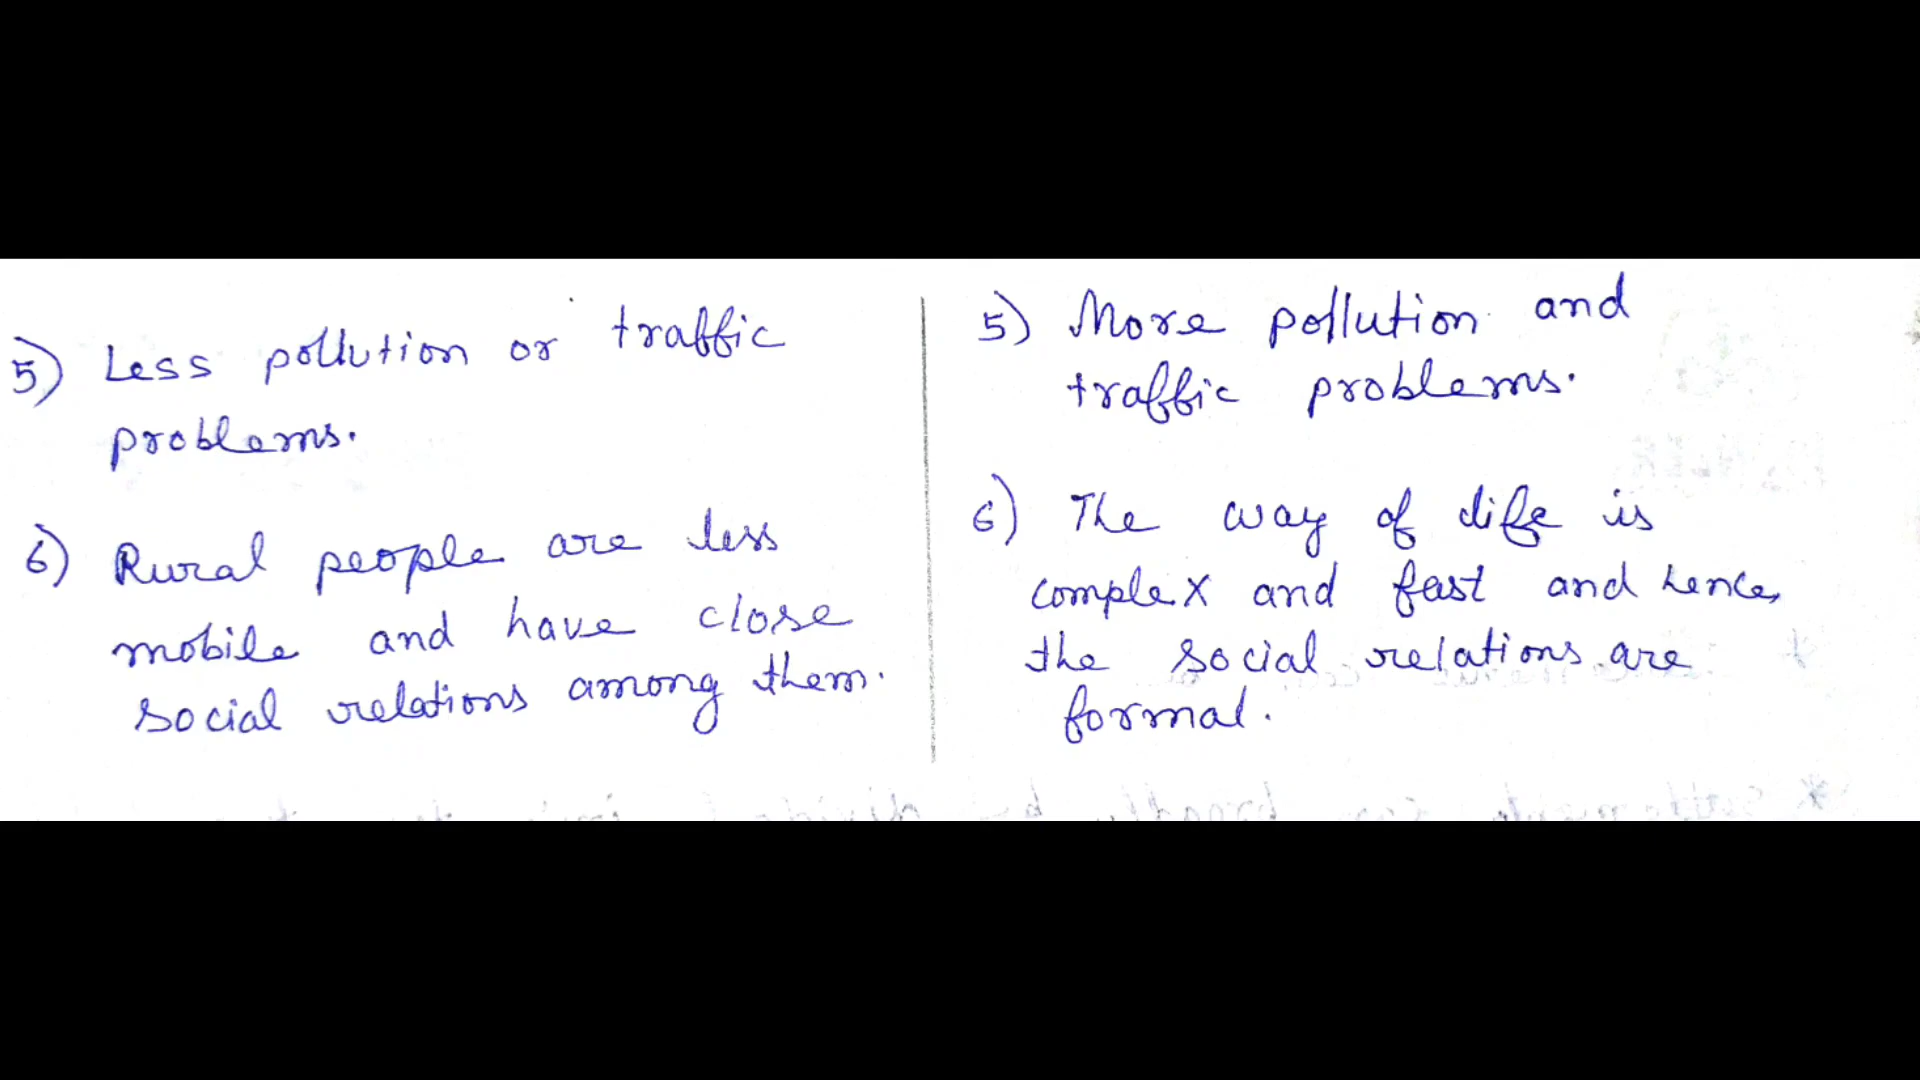 5) Less pollution or traffic
problems.
6) Rural people are less
mobile and have close
social relations among them.
5) More pollution and
traffic problems.
6) The way of life is
complex and fast and hence,
the social relations are
formal.